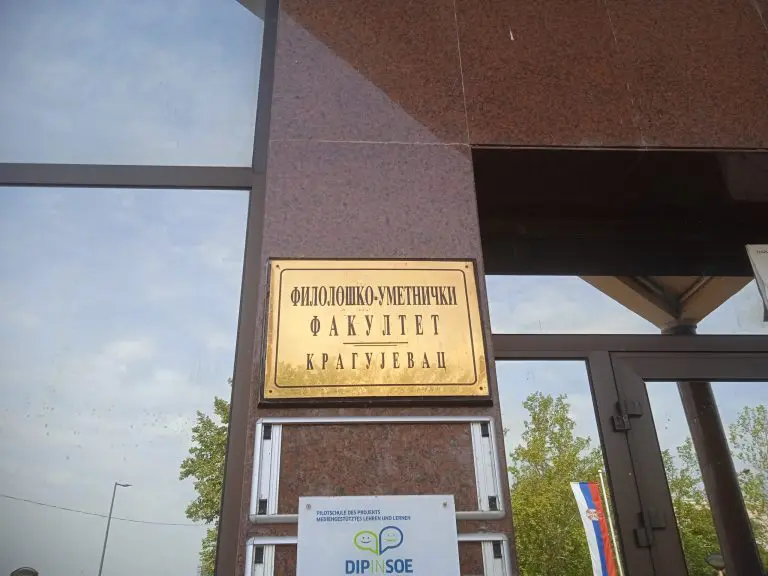 ФИЛОЛОШКО-УМЕТНИЧКИ
ФАКУЛТЕТ
КРАГУЈЕВАЦ
PILOTSCHULE DES PROJEKTS
MEDIENGESTÜTZTES LEHREN UND LERNEN
DIPINSOE